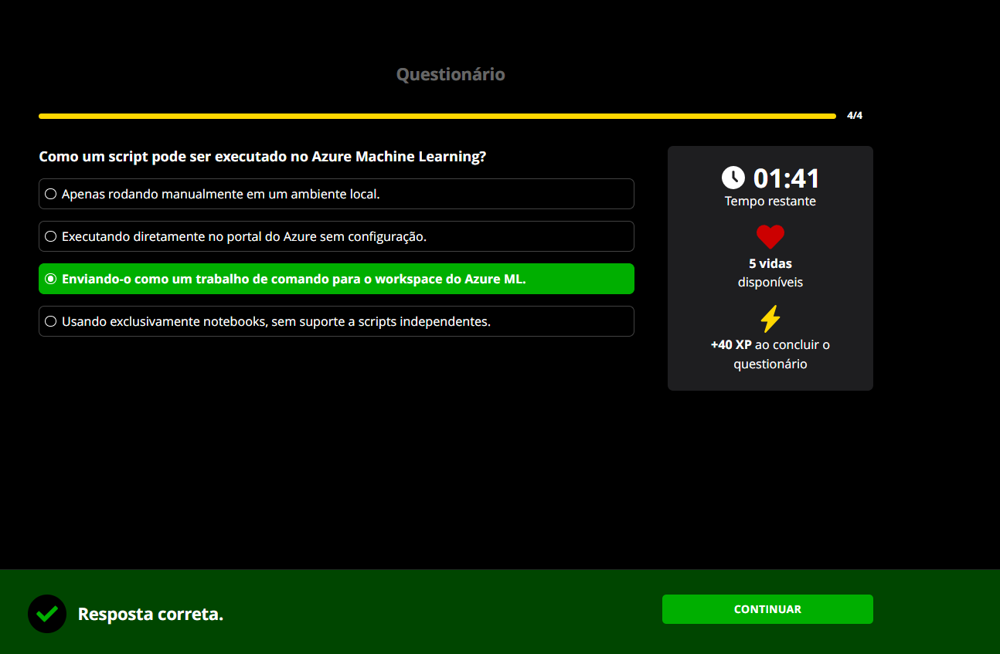 Questionário
4/4
Como um script pode ser executado no Azure Machine Learning?
Apenas rodando manualmente em um ambiente local.
Executando diretamente no portal do Azure sem configuração.
Enviando-o como um trabalho de comando para o workspace do Azure ML.
Usando exclusivamente notebooks, sem suporte a scripts independentes.
01:41
Tempo restante
5 vidas
disponíveis
+40 XP ao concluir o
questionário
Resposta correta.
CONTINUAR